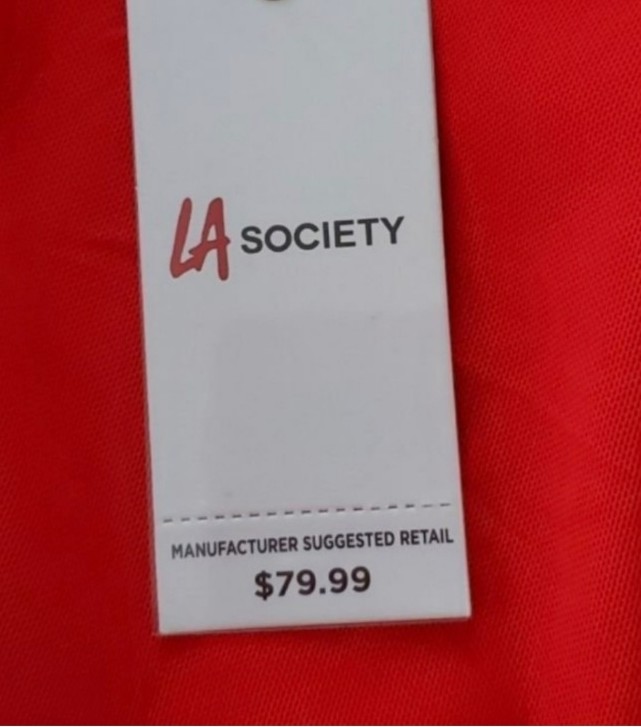 LA SOCIETY
MANUFACTURER SUGGESTED RETAIL
$79.99